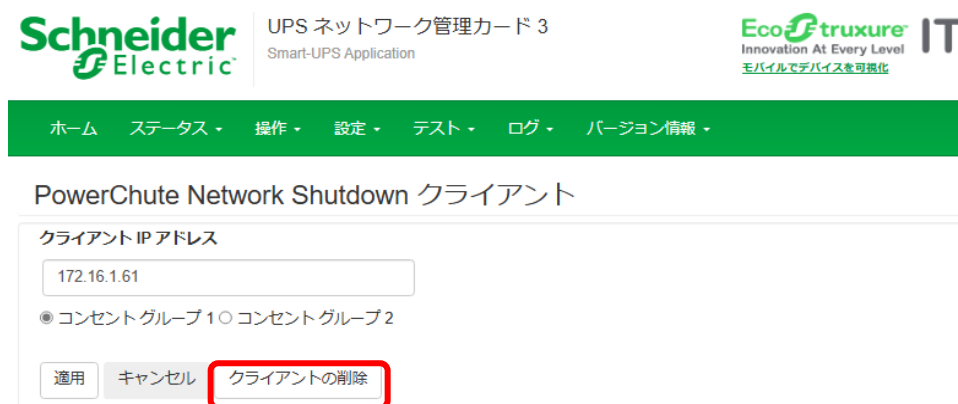 Schneider Electric
UPS ネットワーク管理カード 3
Smart-UPS Application
EcoStruxure IT
Innovation At Every Level
モバイルでデバイスを可視化
ホーム ステータス 操作 設定 テスト ログ バージョン情報
PowerChute Network Shutdown クライアント
クライアント IP アドレス
172.16.1.61
コンセント グループ 1 コンセント グループ 2
適用 キャンセル クライアントの削除